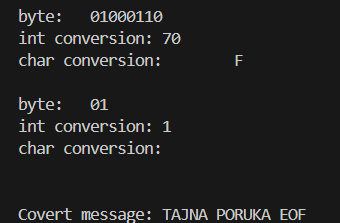 byte:   01000110
int conversion: 70
char conversion:        F
byte:   01
int conversion: 1
char conversion:
Covert message: TAJNA PORUKA EOF